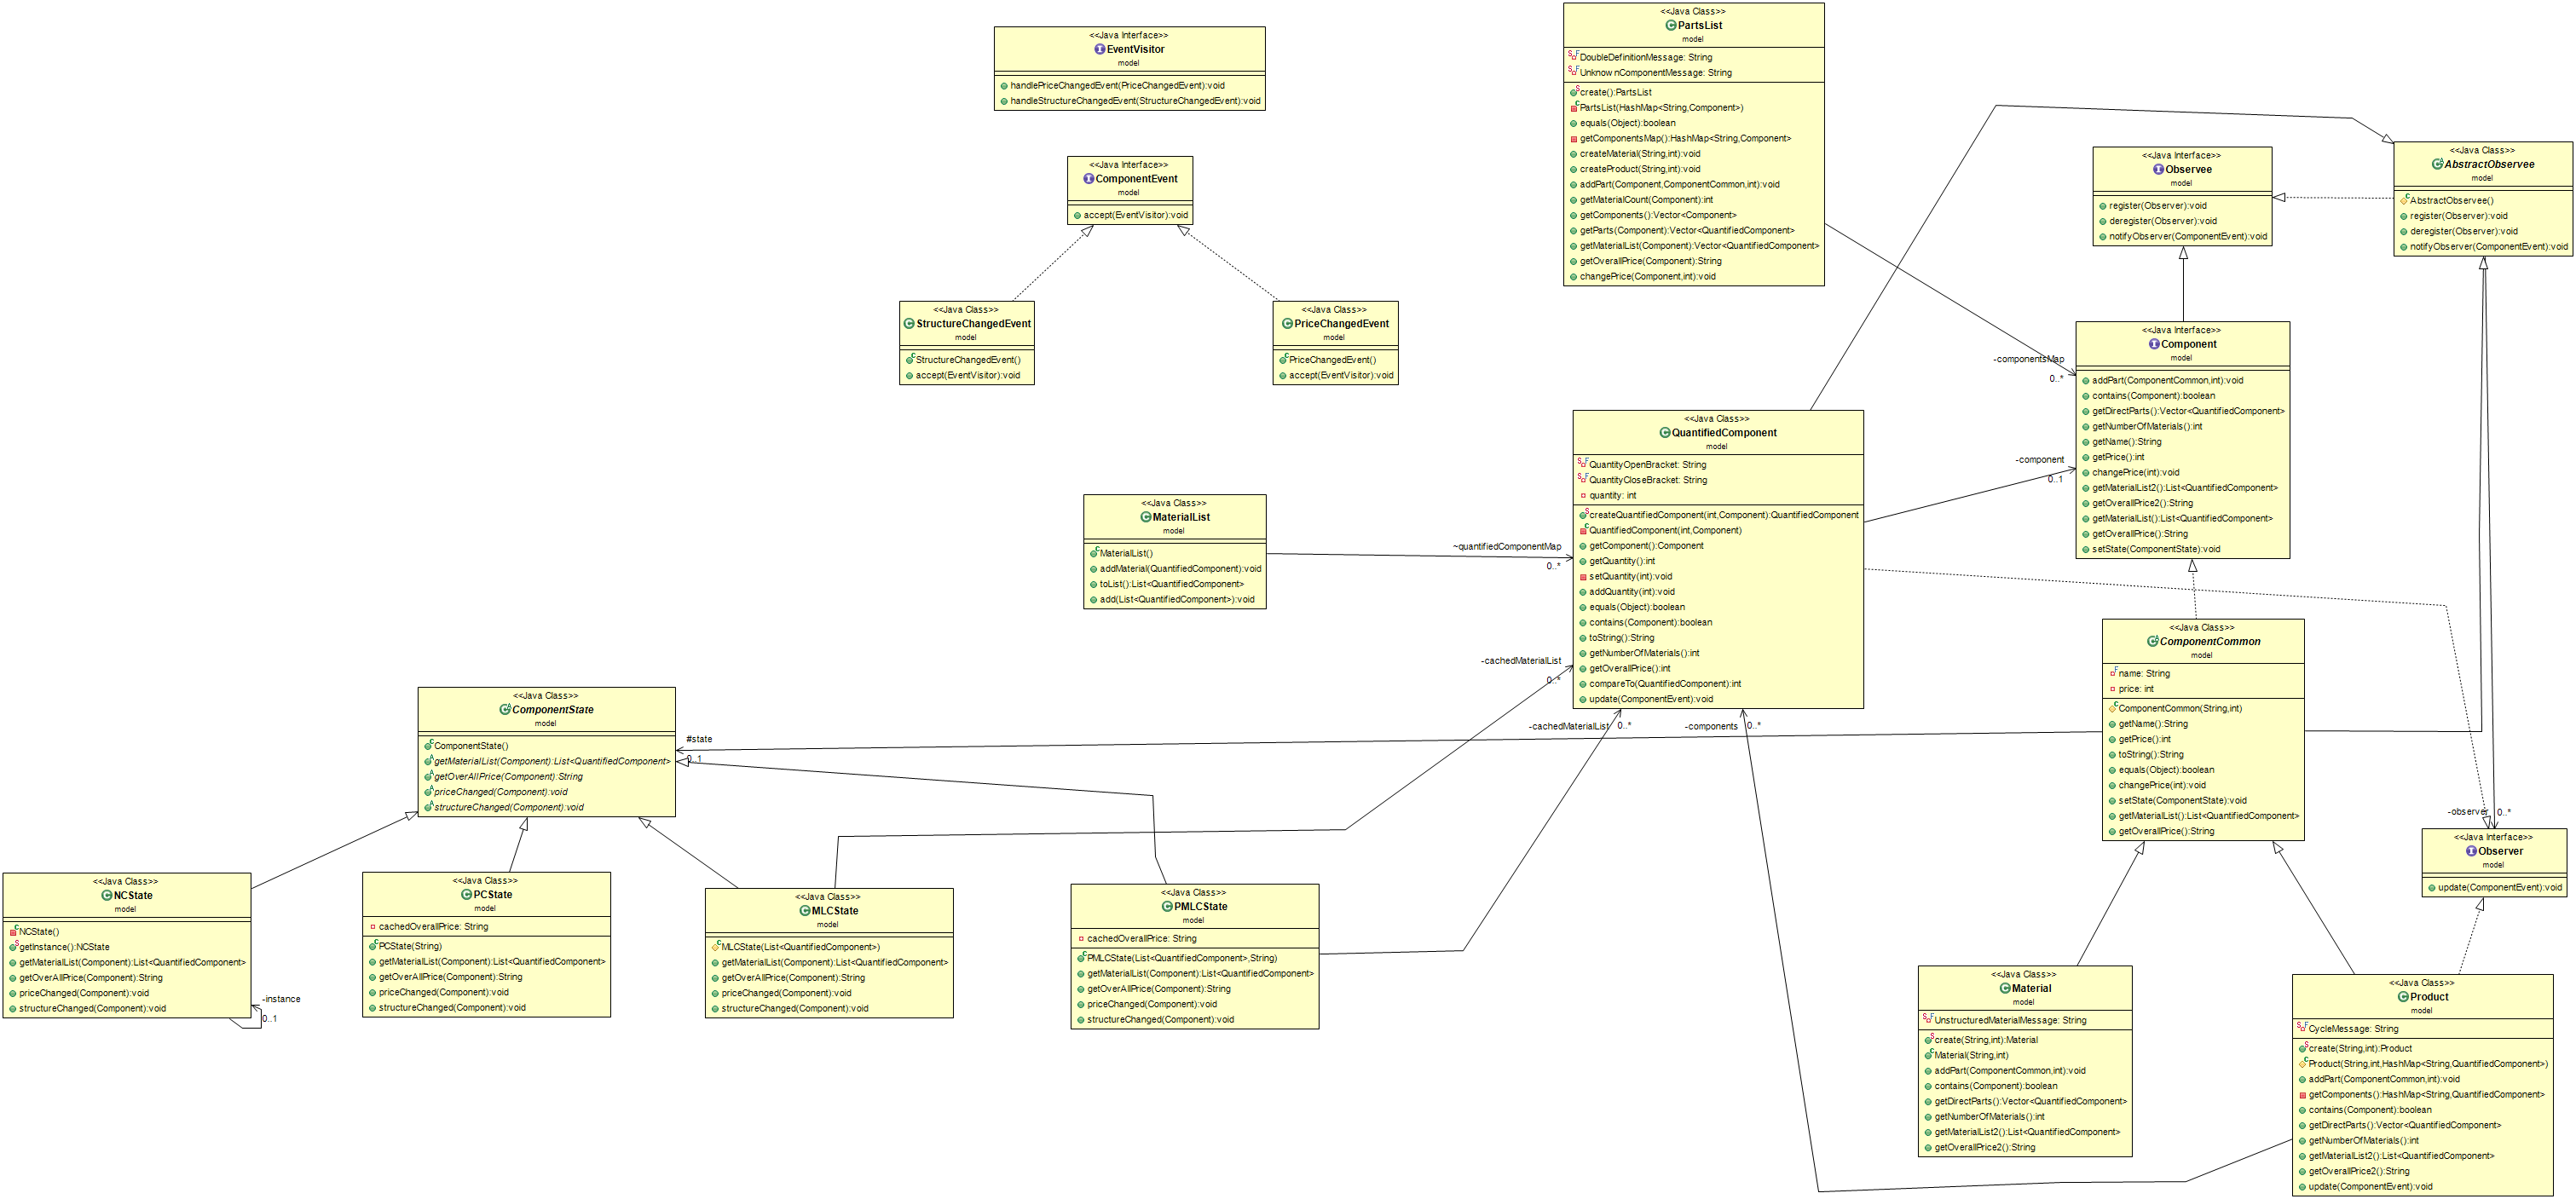 <<Java Interface>>
EventVisitor
model
handlePriceChangedEvent(PriceChangedEvent):void
handleStructureChangedEvent(StructureChangedEvent):void
<<Java Interface>>
ComponentEvent
model
accept(EventVisitor):void
<<Java Class>>
StructureChangedEvent
model
StructureChangedEvent()
accept(EventVisitor):void
<<Java Class>>
PriceChangedEvent
model
PriceChangedEvent()
accept(EventVisitor):void
<<Java Class>>
PartsList
model
DoubleDefinitionMessage: String
UnknownComponentMessage: String
create():PartsList
PartsList(HashMap<String,Component>)
equals(Object):boolean
getComponentsMap():HashMap<String,Component>
createMaterial(String,int):void
createProduct(String,int):void
addPart(Component,ComponentCommon,int):void
getMaterialCount(Component):int
getComponents():Vector<Component>
getParts(Component):Vector<QuantifiedComponent>
getMaterialList(Component):Vector<QuantifiedComponent>
getOverallPrice(Component):String
changePrice(Component,int):void
<<Java Interface>>
Observee
model
register(Observer):void
deregister(Observer):void
notifyObserver(ComponentEvent):void
<<Java Class>>
AbstractObservee
model
AbstractObservee()
register(Observer):void
deregister(Observer):void
notifyObserver(ComponentEvent):void
-componentsMap
0..*
<<Java Interface>>
Component
model
addPart(ComponentCommon,int):void
contains(Component):boolean
getDirectParts():Vector<QuantifiedComponent>
getNumberOfMaterials():int
getName():String
getPrice():int
changePrice(int):void
getMaterialList2():List<QuantifiedComponent>
getOverallPrice2():String
getMaterialList():List<QuantifiedComponent>
getOverallPrice():String
setState(ComponentState):void
-component
0..1
<<Java Class>>
QuantifiedComponent
model
QuantityOpenBracket: String
QuantityCloseBracket: String
quantity: int
createQuantifiedComponent(int,Component):QuantifiedComponent
QuantifiedComponent(int,Component)
getComponent():Component
getQuantity():int
setQuantity(int):void
addQuantity(int):void
equals(Object):boolean
contains(Component):boolean
toString():String
getNumberOfMaterials():int
getOverallPrice():int
compareTo(QuantifiedComponent):int
update(ComponentEvent):void
<<Java Class>>
MaterialList
model
MaterialList()
addMaterial(QuantifiedComponent):void
toList():List<QuantifiedComponent>
add(List<QuantifiedComponent>):void
~quantifiedComponentMap
0..*
-cachedMaterialList
0..*
-cachedMaterialList
0..*
-components
0..*
<<Java Class>>
ComponentCommon
model
name: String
price: int
ComponentCommon(String,int)
getName():String
getPrice():int
toString():String
equals(Object):boolean
changePrice(int):void
setState(ComponentState):void
getMaterialList():List<QuantifiedComponent>
getOverallPrice():String
<<Java Class>>
ComponentState
model
ComponentState()
getMaterialList(Component):List<QuantifiedComponent>
getOverAllPrice(Component):String
priceChanged(Component):void
structureChanged(Component):void
#state
0..1
-observer
0..*
<<Java Interface>>
Observer
model
update(ComponentEvent):void
<<Java Class>>
NCState
model
NCState()
getInstance():NCState
getMaterialList(Component):List<QuantifiedComponent>
getOverAllPrice(Component):String
priceChanged(Component):void
structureChanged(Component):void
-instance
0..1
<<Java Class>>
PCState
model
cachedOverallPrice: String
PCState(String)
getMaterialList(Component):List<QuantifiedComponent>
getOverAllPrice(Component):String
priceChanged(Component):void
structureChanged(Component):void
<<Java Class>>
MLCState
model
MLCState(List<QuantifiedComponent>)
getMaterialList(Component):List<QuantifiedComponent>
getOverAllPrice(Component):String
priceChanged(Component):void
structureChanged(Component):void
<<Java Class>>
PMLCState
model
cachedOverallPrice: String
PMLCState(List<QuantifiedComponent>,String)
getMaterialList(Component):List<QuantifiedComponent>
getOverAllPrice(Component):String
priceChanged(Component):void
structureChanged(Component):void
<<Java Class>>
Material
model
UnstructuredMaterialMessage: String
create(String,int):Material
Material(String,int)
addPart(ComponentCommon,int):void
contains(Component):boolean
getDirectParts():Vector<QuantifiedComponent>
getNumberOfMaterials():int
getMaterialList2():List<QuantifiedComponent>
getOverallPrice2():String
<<Java Class>>
Product
model
CycleMessage: String
create(String,int):Product
Product(String,int,HashMap<String,QuantifiedComponent>)
addPart(ComponentCommon,int):void
getComponents():HashMap<String,QuantifiedComponent>
contains(Component):boolean
getDirectParts():Vector<QuantifiedComponent>
getNumberOfMaterials():int
getMaterialList2():List<QuantifiedComponent>
getOverallPrice2():String
update(ComponentEvent):void